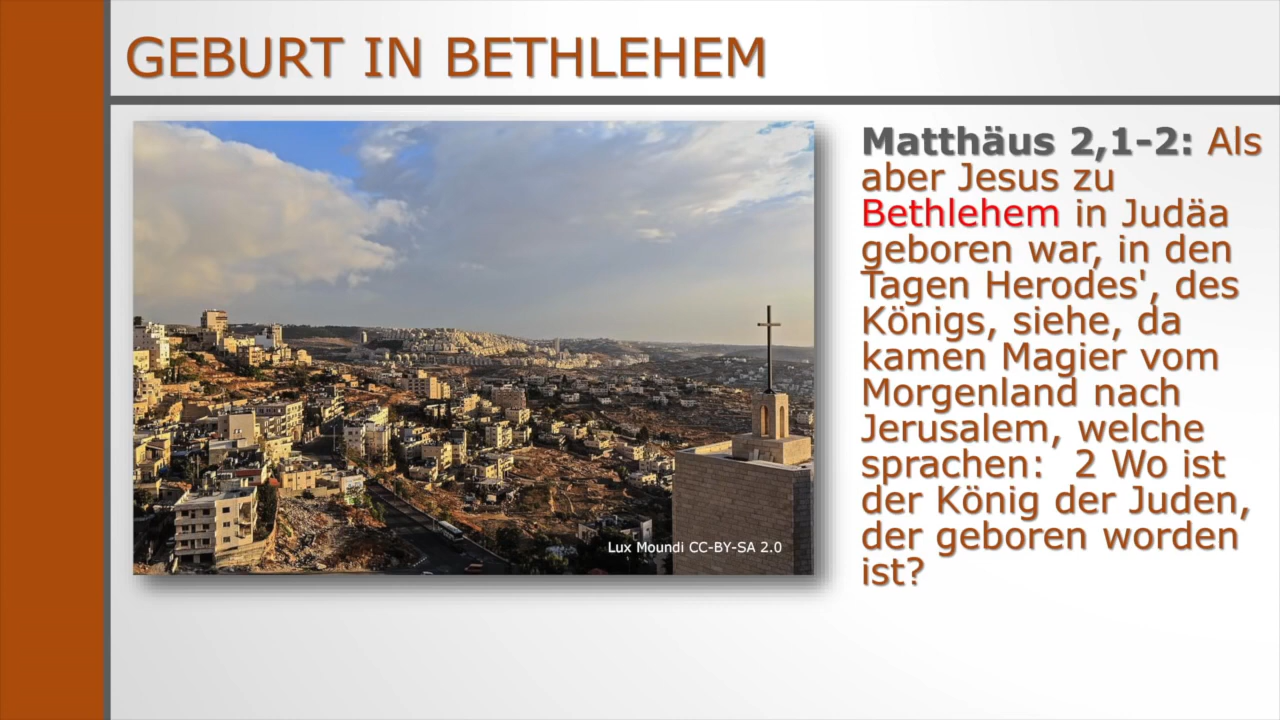 GEBURT IN BETHLEHEM
Matthäus 2,1-2: Als
aber Jesus zu
Bethlehem in Judäa
geboren war, in den
Tagen Herodes', des
Königs, siehe, da
kamen Magier vom
Morgenland nach
Jerusalem, welche
sprachen:  2 Wo ist
der König der Juden,
der geboren worden
ist?
Lux Moundi CC-BY-SA 2.0